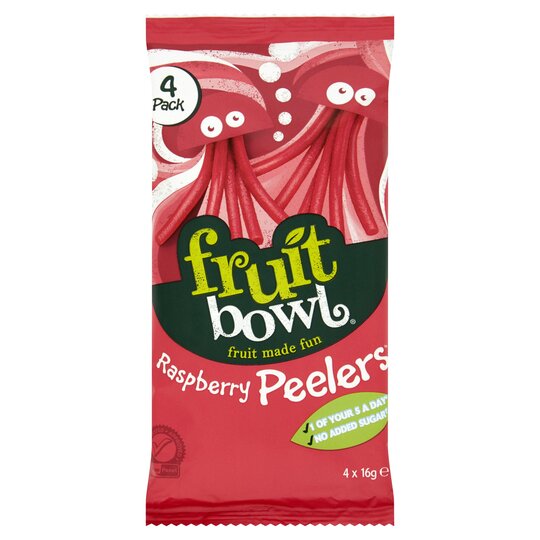 4
Pack
fruit
bowl®
fruit made fun
Raspberry Peelers
✓1 OF YOUR 5 A DAY
✓NO ADDED SUGAR
4 x 16g e